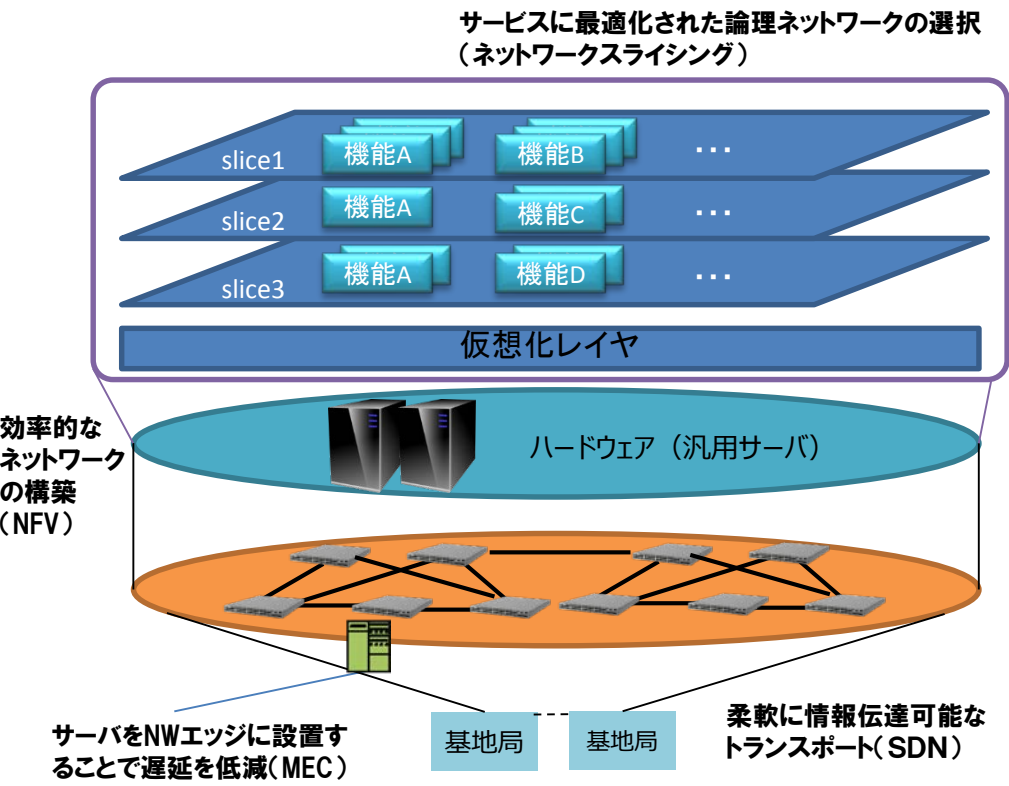 サービスに最適化された論理ネットワークの選択
（ネットワークスライシング）
slice1
機能A
機能B
...
slice2
機能A
機能C
...
slice3
機能A
機能D
...
仮想化レイヤ
効率的な
ネットワーク
の構築
（NFV）
ハードウェア（汎用サーバ）
サーバをNWエッジに設置す
ることで遅延を低減（MEC）
基地局
基地局
柔軟に情報伝達可能な
トランスポート（SDN）